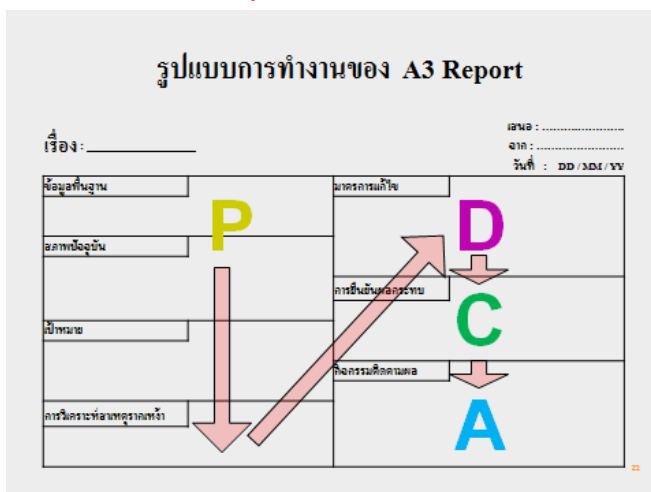 รูปแบบการทำงานของ A3 Report
เรื่อง : ____________
เสนอ : ........................
จาก : ........................
วันที่ : DD / MM / YY
ข้อมูลพื้นฐาน
P
สภาพปัจจุบัน
เป้าหมาย
การวิเคราะห์สาเหตุรากเหง้า
มาตรการแก้ไข
D
การยืนยันผลกระทบ
C
กิจกรรมติดตามผล
A
22